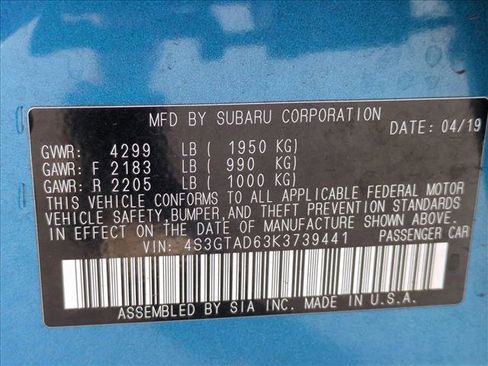 MFD BY SUBARU CORPORATION
DATE: 04/19
GVWR: 4299 LB ( 1950 KG)
GAWR: F 2183 LB ( 990 KG)
GAWR: R 2205 LB ( 1000 KG)
THIS VEHICLE CONFORMS TO ALL APPLICABLE FEDERAL MOTOR
VEHICLE SAFETY, BUMPER, AND THEFT PREVENTION STANDARDS
IN EFFECT ON THE DATE OF MANUFACTURE SHOWN ABOVE.
VIN: 4S3GTAD63K3739441 PASSENGER CAR
ASSEMBLED BY SIA INC. MADE IN U.S.A.